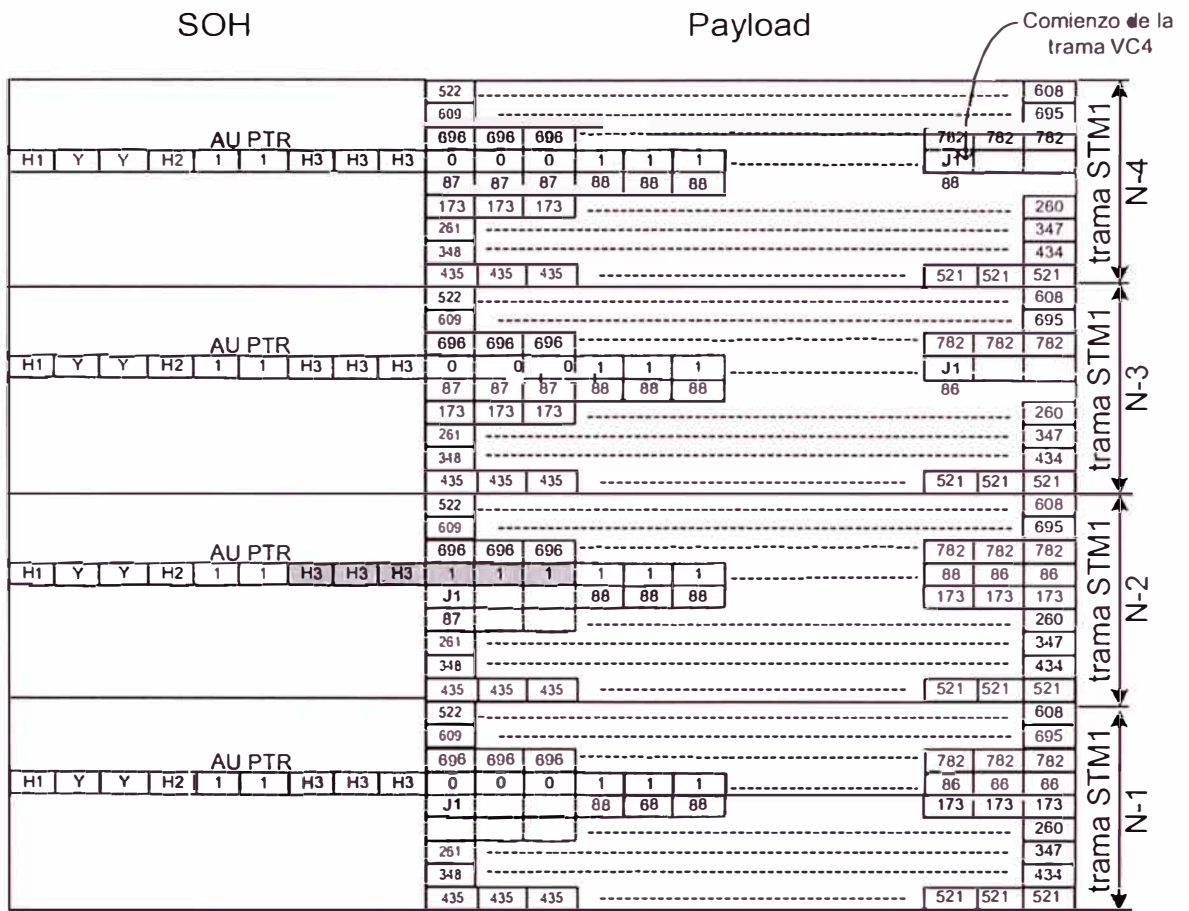 SOH Payload Comienzo de la
trama VC4
522 608
609 695
AU PTR 696 696 696 782 782 782
H1 Y Y H2 1 1 H3 H3 H3 0 0 0 1 1 1 J1
87 87 87 88 88 88 88
173 173 173 260
261 347
348 434
435 435 435 521 521 521
trama STM1
N-4
522 608
609 695
AU PTR 696 696 696 782 782 782
H1 Y Y H2 1 1 H3 H3 H3 0 0 0 1 1 1 J1
87 87 87 88 88 88 86
173 173 173 260
261 347
348 434
435 435 435 521 521 521
trama STM1
N-3
522 608
609 695
AU PTR 696 696 696 782 782 782
H1 Y Y H2 1 1 H3 H3 H3 1 1 1 1 1 1 88 86 86
J1 88 88 88 173 173 173
87 260
261 347
348 434
435 435 435 521 521 521
trama STM1
N-2
522 608
609 695
AU PTR 696 696 696 782 782 782
H1 Y Y H2 1 1 H3 H3 H3 0 0 0 1 1 1 86 66 86
J1 88 68 88 173 173 173
260
261 347
348 434
435 435 435 521 521 521
trama STM1
N-1